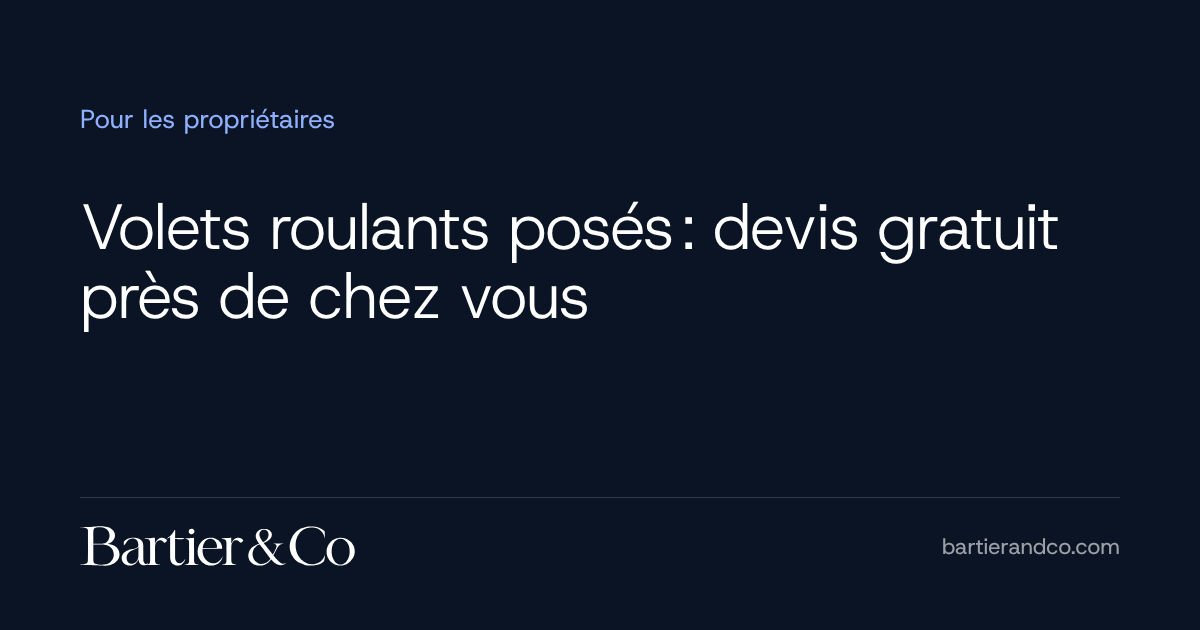 Pour les propriétaires
Volets roulants posés : devis gratuit
près de chez vous
Bartier & Co
bartierandco.com